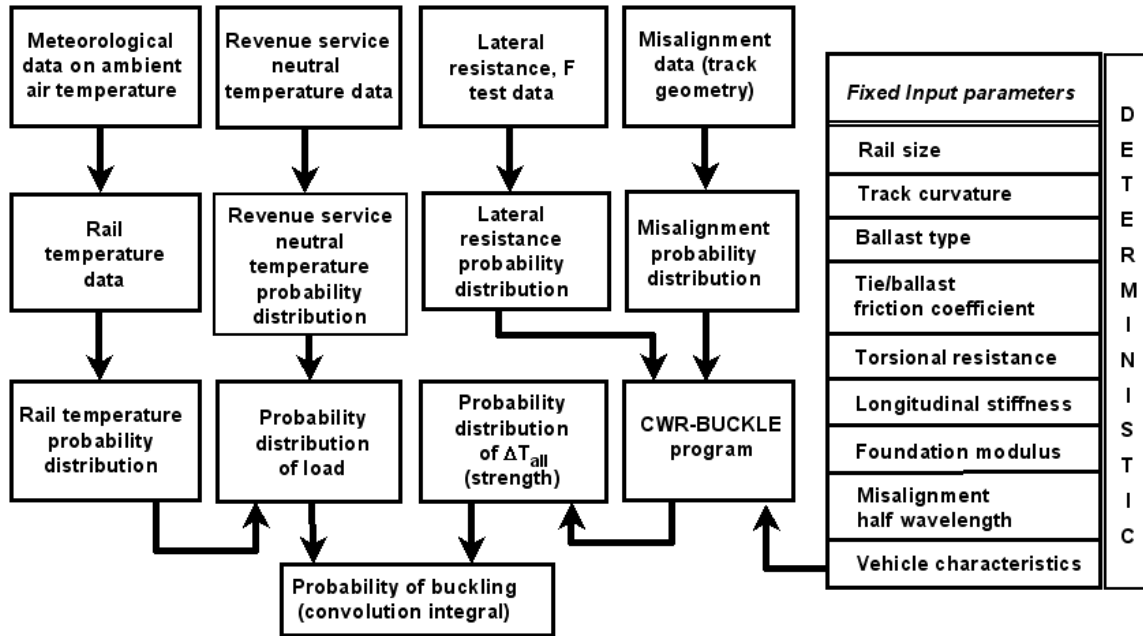 Meteorological
data on ambient
air temperature
Revenue service
neutral
temperature data
Lateral
resistance, F
test data
Misalignment
data (track
geometry)
Rail
temperature
data
Revenue service
neutral
temperature
probability
distribution
Lateral
resistance
probability
distribution
Misalignment
probability
distribution
Rail temperature
probability
distribution
Probability
distribution
of load
Probability
distribution
of ΔTall
(strength)
CWR-BUCKLE
program
Probability of buckling
(convolution integral)
Fixed Input parameters
Rail size
Track curvature
Ballast type
Tie/ballast
friction coefficient
Torsional resistance
Longitudinal stiffness
Foundation modulus
Misalignment
half wavelength
Vehicle characteristics
D
E
T
E
R
M
I
N
I
S
T
I
C